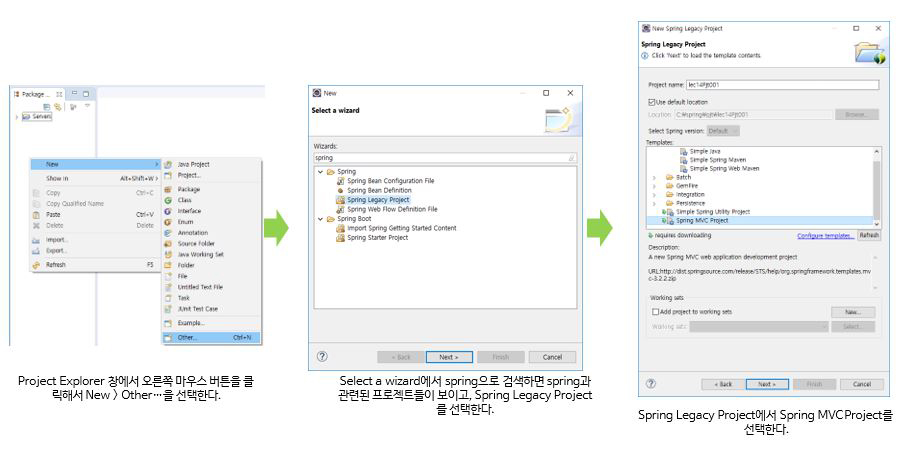 Package ...
Servers
New
Show In
Alt+Shift+W >
Copy
Ctrl+C
Copy Qualified Name
Paste
Ctrl+V
Delete
Delete
Import...
Export...
Refresh
F5
Java Project
Project...
Package
Class
Interface
Enum
Annotation
Source Folder
Java Working Set
Folder
File
Untitled Text File
Task
JUnit Test Case
Example...
Other...
Ctrl+N
Project Explorer 창에서 오른쪽 마우스 버튼을 클
릭해서 New > Other…을 선택한다.
New
Select a wizard
Wizards:
spring
Spring
Spring Bean Configuration File
Spring Bean Definition
Spring Legacy Project
Spring Web Flow Definition File
Spring Boot
Import Spring Getting Started Content
Spring Starter Project
< Back
Next >
Finish
Cancel
Select a wizard에서 spring으로 검색하면 spring과
관련된 프로젝트들이 보이고, Spring Legacy Project
를 선택한다.
New Spring Legacy Project
Spring Legacy Project
Click 'Next' to load the template contents.
Project name: lec14Pjt001
Use default location
Location: C:\spring\pjt\lec14Pjt001
Browse...
Select Spring version: Default
Templates:
Simple Java
Simple Spring Maven
Simple Spring Web Maven
Batch
GemFire
Integration
Persistence
Simple Spring Utility Project
Spring MVC Project
requires downloading
Configure templates...
Refresh
Description:
A new Spring MVC web application development project
URL:http://dist.springsource.com/release/STS/help/org.springframework.templates.mv
c-3.2.2.zip
Working sets
Add project to working sets
New...
Working sets:
Select...
< Back
Next >
Finish
Cancel
Spring Legacy Project에서 Spring MVC Project를
선택한다.